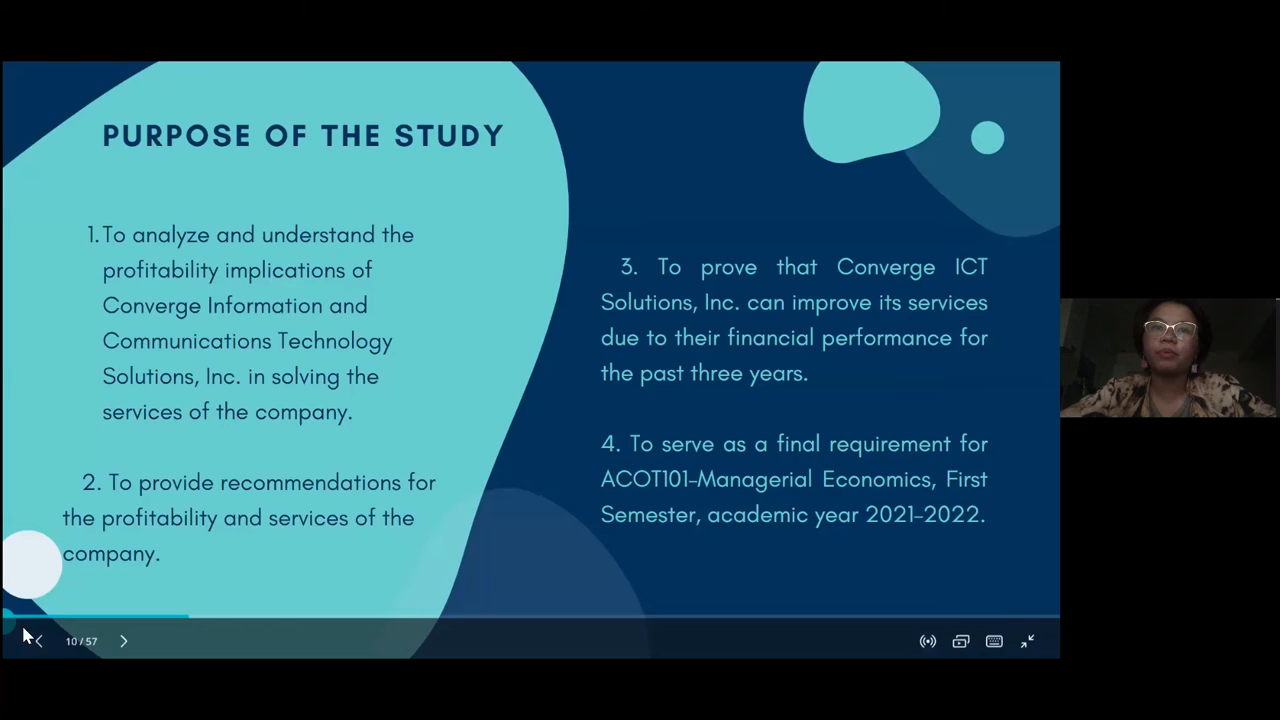 PURPOSE OF THE STUDY
1. To analyze and understand the
profitability implications of
Converge Information and
Communications Technology
Solutions, Inc. in solving the
services of the company.
2. To provide recommendations for
the profitability and services of the
company.
3. To prove that Converge ICT
Solutions, Inc. can improve its services
due to their financial performance for
the past three years.
4. To serve as a final requirement for
ACOT101-Managerial Economics, First
Semester, academic year 2021-2022.
10 / 57